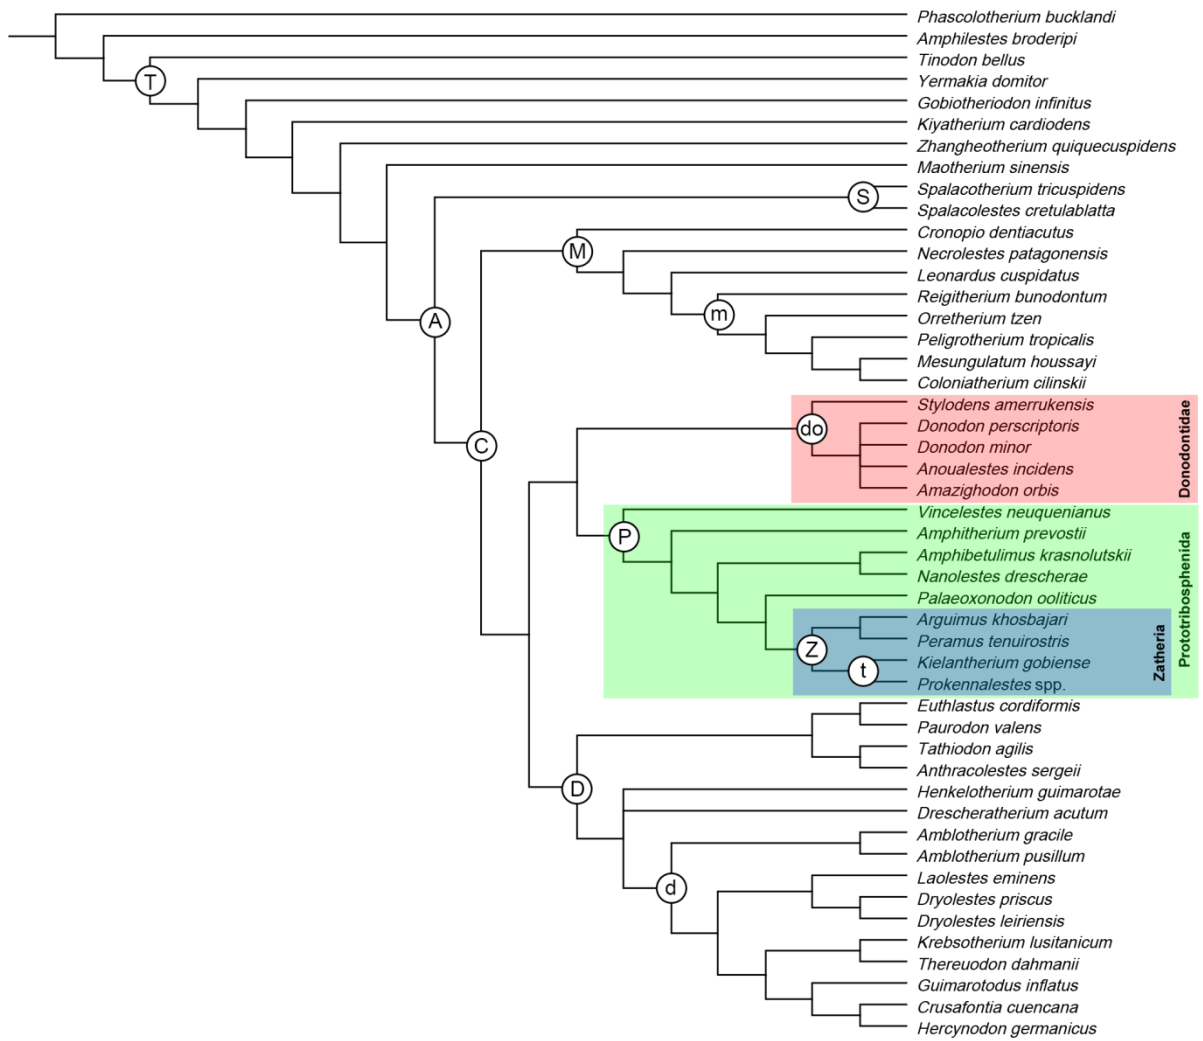 Phascolotherium bucklandi
Amphilestes broderipi
Tinodon bellus
T
Yermakia domitor
Gobiotheriodon infinitus
Kiyatherium cardiodens
Zhangheotherium quiquecuspidens
Maotherium sinensis
Spalacotherium tricuspidens
S
Spalacolestes cretulablatta
Cronopio dentiacutus
M
Necrolestes patagonensis
Leonardus cuspidatus
Reigitherium bunodontum
m
Orretherium tzen
A
Peligrotherium tropicalis
Mesungulatum houssayi
Coloniatherium cilinskii
Stylodens amerrukensis
Donodon perscriptoris
do
C
Donodon minor
Anoualestes incidens
Amazighodon orbis
Donodontidae
Vincelestes neuquenianus
P
Amphitherium prevostii
Amphibetulimus krasnolutskii
Nanolestes drescherae
Palaeoxonodon ooliticus
Arguimus khosbajari
Peramus tenuirostris
Z
Kielantherium gobiense
t
Prokennalestes spp.
Zatheria
Prototribosphenida
Euthlastus cordiformis
Paurodon valens
Tathiodon agilis
Anthracolestes sergeii
D
Henkelotherium guimarotae
Drescheratherium acutum
Amblotherium gracile
Amblotherium pusillum
Laolestes eminens
d
Dryolestes priscus
Dryolestes leiriensis
Krebsotherium lusitanicum
Thereuodon dahmanii
Guimarotodus inflatus
Crusafontia cuencana
Hercynodon germanicus